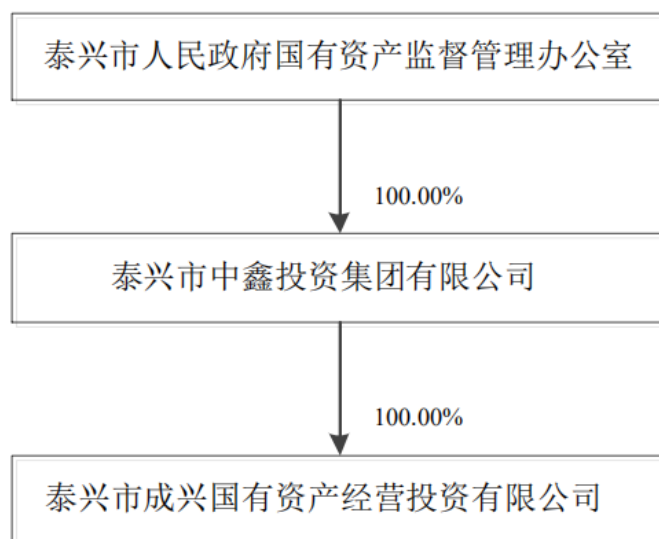 泰兴市人民政府国有资产监督管理办公室
100.00%
泰兴市中鑫投资集团有限公司
100.00%
泰兴市成兴国有资产经营投资有限公司